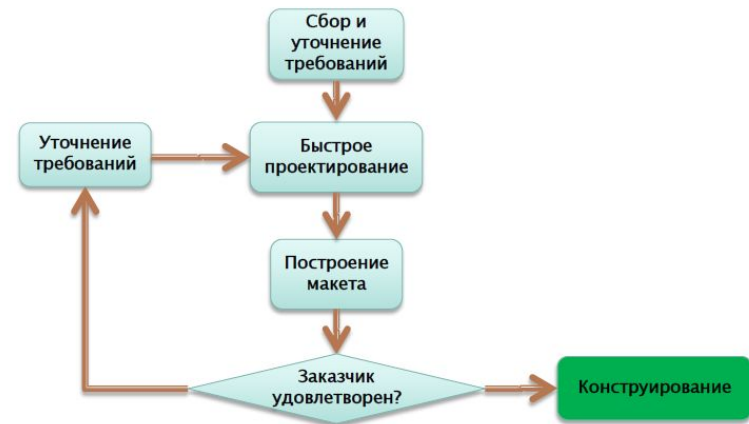 Сбор и
уточнение
требований
Уточнение
требований
Быстрое
проектирование
Построение
макета
Заказчик
удовлетворен?
Конструирование